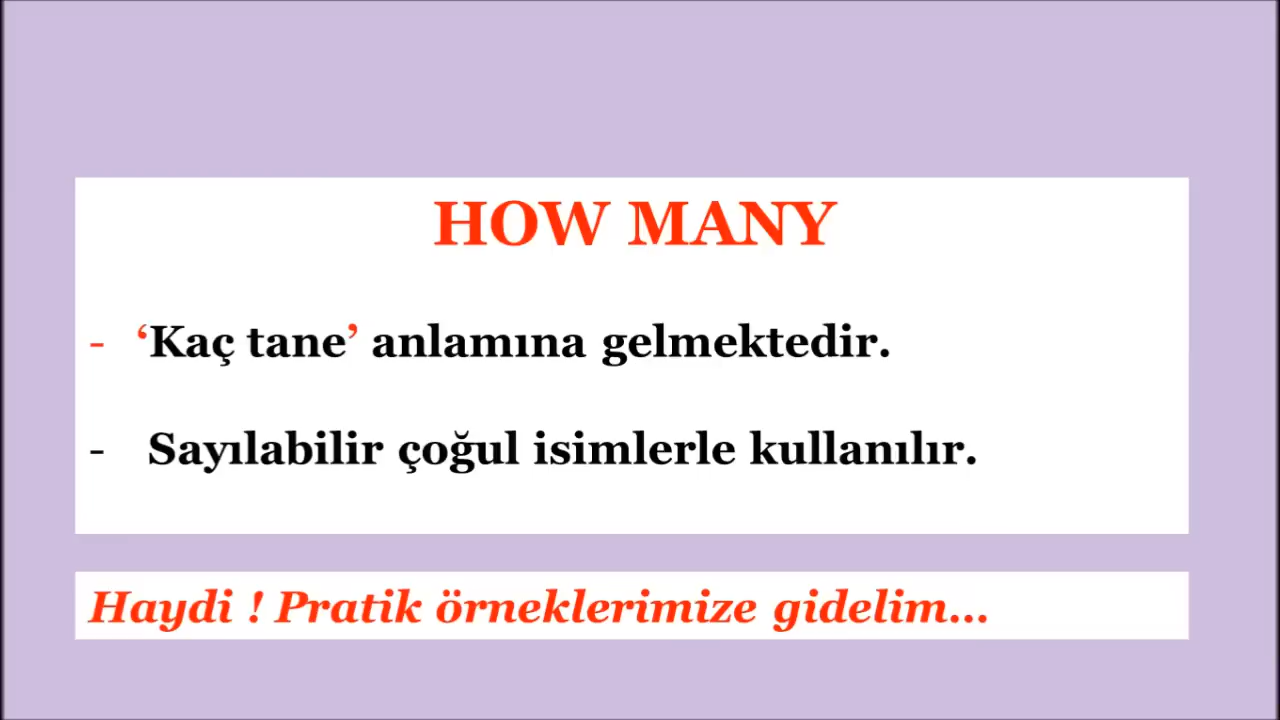 HOW MANY
- ‘Kaç tane’ anlamına gelmektedir.
- Sayılabilir çoğul isimlerle kullanılır.
Haydi ! Pratik örneklerimize gidelim...